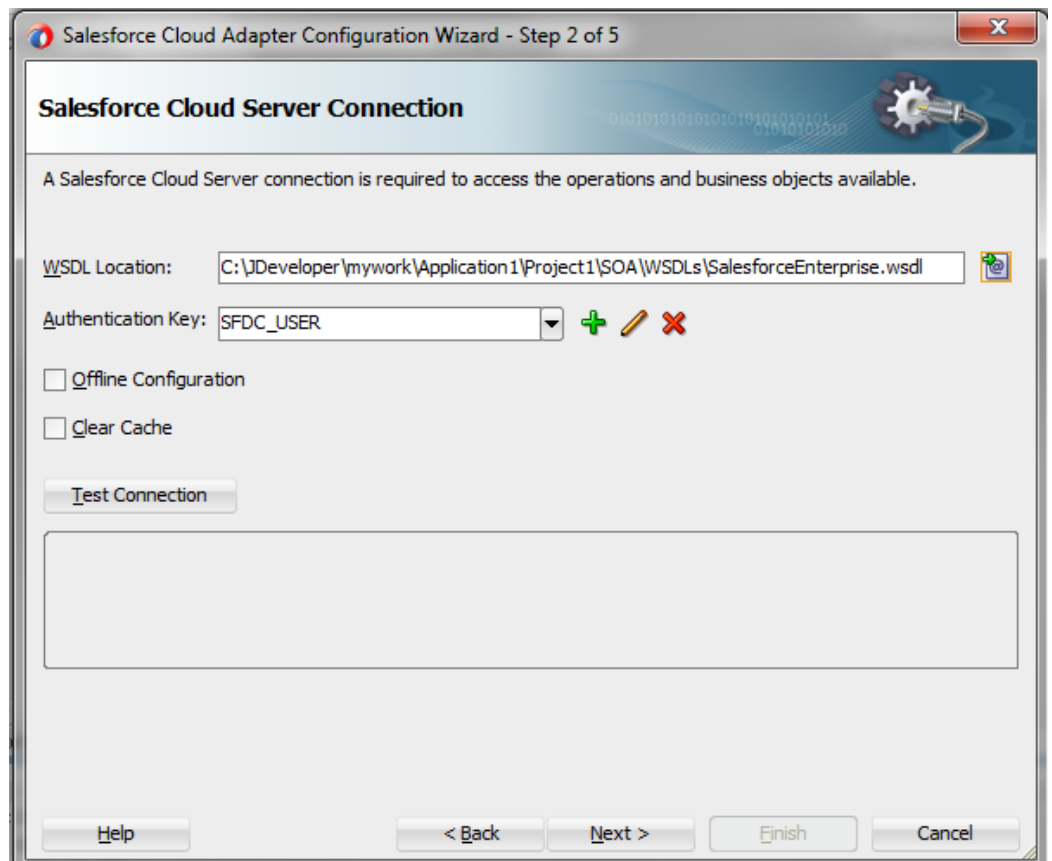 Salesforce Cloud Adapter Configuration Wizard - Step 2 of 5
Salesforce Cloud Server Connection
A Salesforce Cloud Server connection is required to access the operations and business objects available.
WSDL Location: C:\JDeveloper\mywork\Application1\Project1\SOA\WSDLs\SalesforceEnterprise.wsdl
Authentication Key: SFDC_USER
Offline Configuration
Clear Cache
Test Connection
Help < Back Next > Finish Cancel